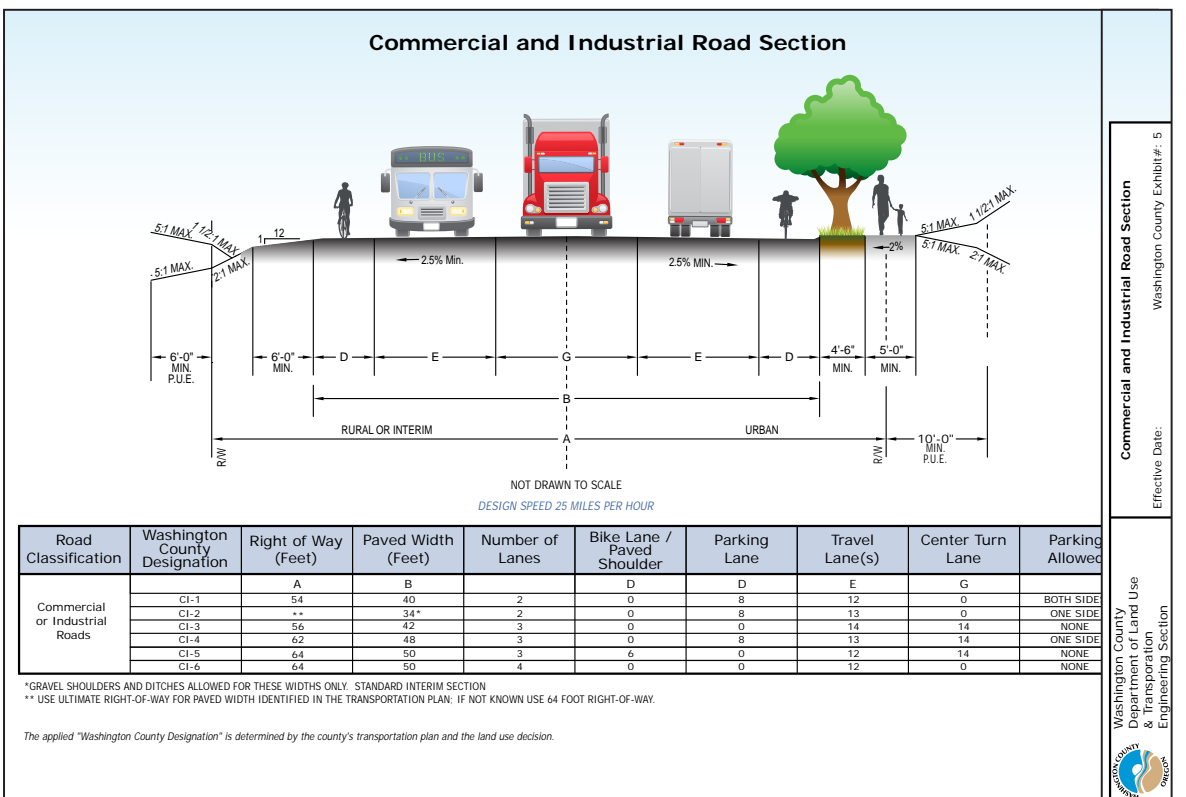 Commercial and Industrial Road Section
BUS
5:1 MAX.
1 1/2:1 MAX.
1
12
5:1 MAX.
2:1 MAX.
2.5% Min.
2.5% MIN.
2%
5:1 MAX.
1 1/2:1 MAX.
5:1 MAX.
2:1 MAX.
6'-0" MIN. P.U.E.
6'-0" MIN.
D
E
G
E
D
4'-6" MIN.
5'-0" MIN.
B
RURAL OR INTERIM
A
URBAN
R/W
R/W
10'-0" MIN. P.U.E.
NOT DRAWN TO SCALE
DESIGN SPEED 25 MILES PER HOUR
Road Classification Washington County Designation Right of Way (Feet) Paved Width (Feet) Number of Lanes Bike Lane / Paved Shoulder Parking Lane Travel Lane(s) Center Turn Lane Parking Allowed
A B D D E G
Commercial or Industrial Roads
CI-1 54 40 2 0 8 12 0 BOTH SIDES
CI-2 ** 34* 2 0 8 13 0 ONE SIDE
CI-3 56 42 3 0 0 14 14 NONE
CI-4 62 48 3 0 8 13 14 ONE SIDE
CI-5 64 50 3 6 0 12 14 NONE
CI-6 64 50 4 0 0 12 0 NONE
*GRAVEL SHOULDERS AND DITCHES ALLOWED FOR THESE WIDTHS ONLY. STANDARD INTERIM SECTION
** USE ULTIMATE RIGHT-OF-WAY FOR PAVED WIDTH IDENTIFIED IN THE TRANSPORTATION PLAN; IF NOT KNOWN USE 64 FOOT RIGHT-OF-WAY.
The applied "Washington County Designation" is determined by the county's transportation plan and the land use decision.
Commercial and Industrial Road Section
Effective Date:
Washington County Exhibit#: 5
Washington County
Department of Land Use
& Transporation
Engineering Section
WASHINGTON COUNTY
OREGON